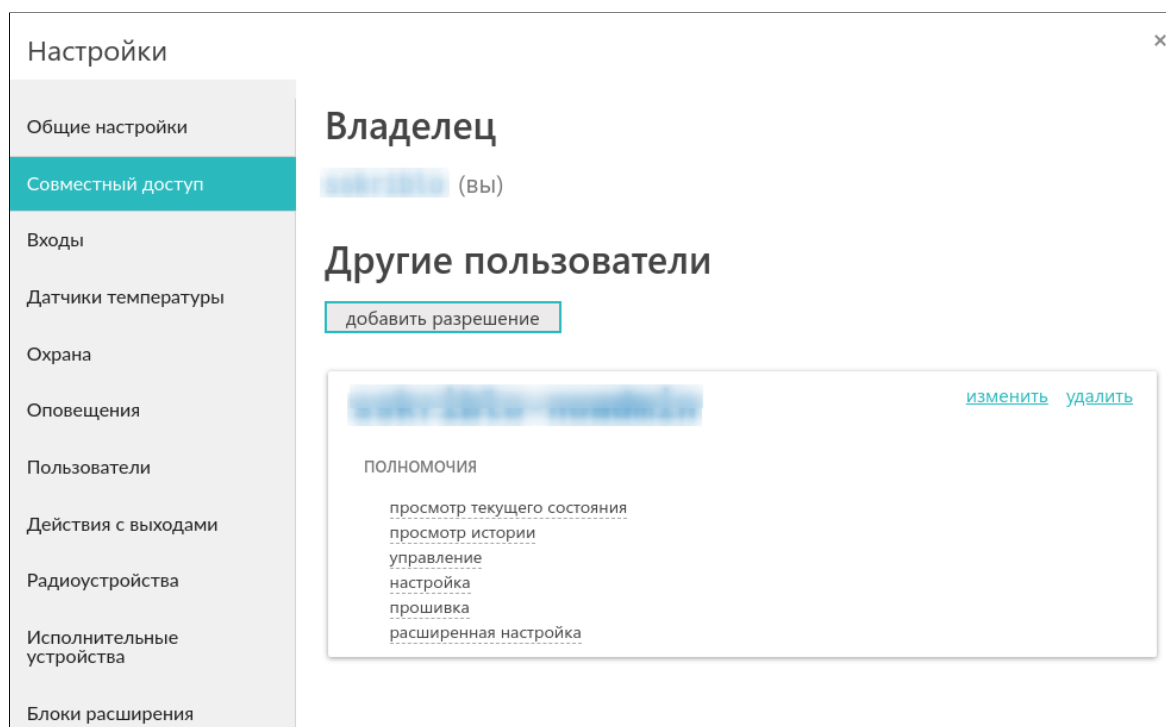 Настройки
×
Общие настройки
Совместный доступ
Входы
Датчики температуры
Охрана
Оповещения
Пользователи
Действия с выходами
Радиоустройства
Исполнительные
устройства
Блоки расширения
Владелец
(вы)
Другие пользователи
добавить разрешение
изменить удалить
ПОЛНОМОЧИЯ
просмотр текущего состояния
просмотр истории
управление
настройка
прошивка
расширенная настройка